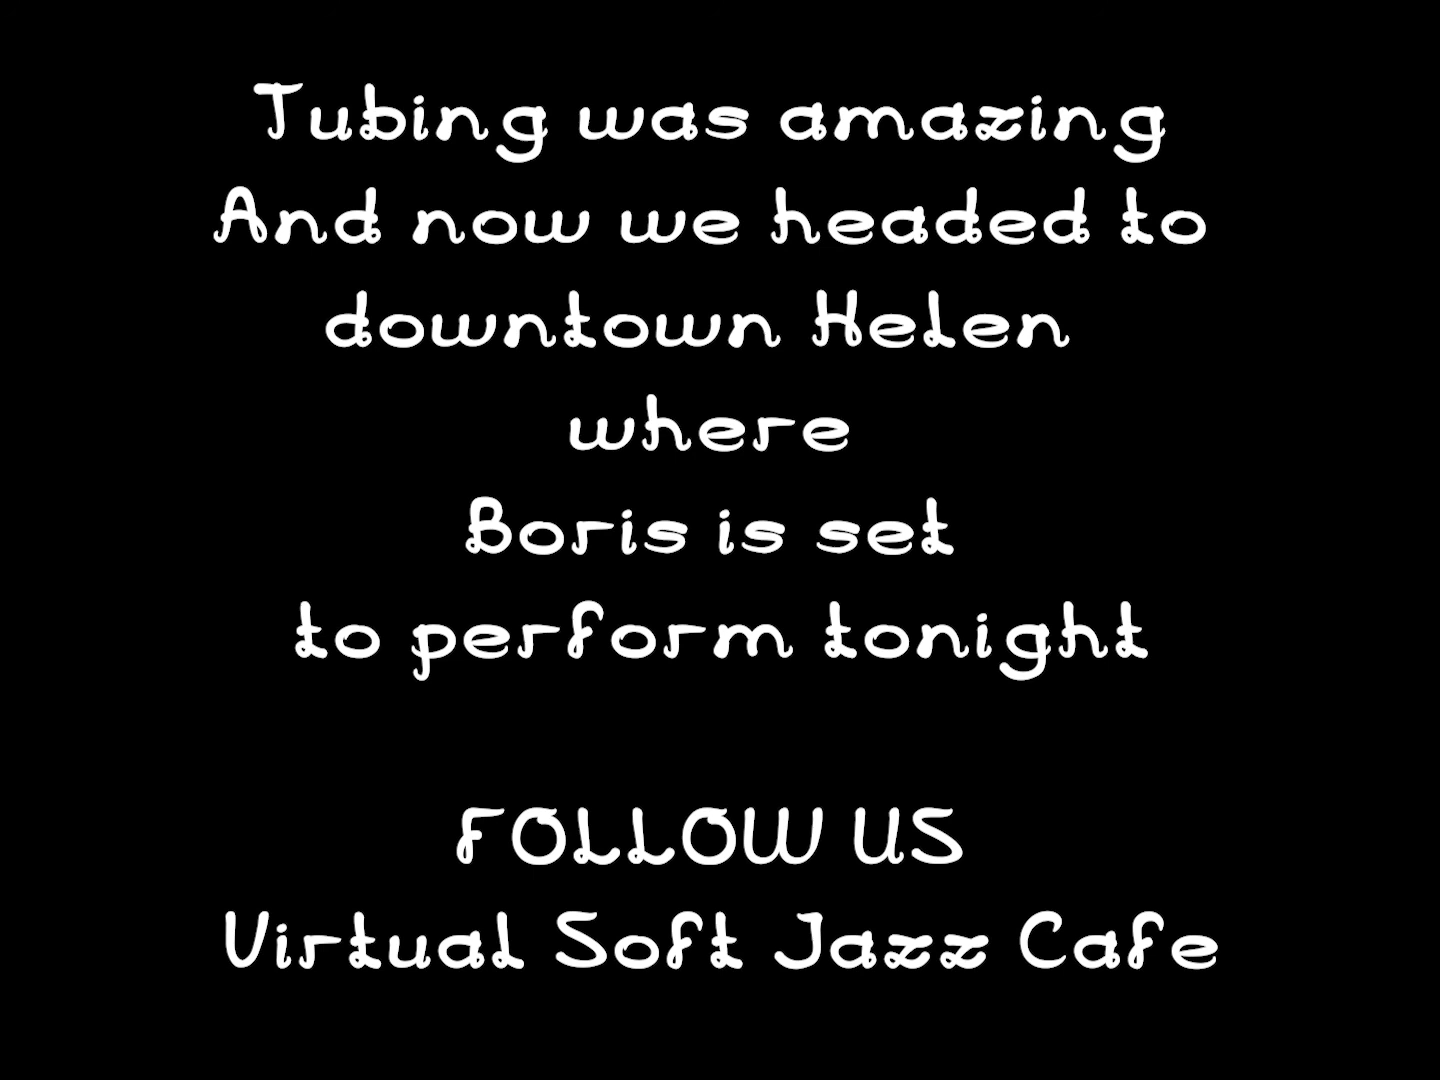 Tubing was amazing
And now we headed to
downtown Helen
where
Boris is set
to perform tonight
FOLLOW US
Virtual Soft Jazz Cafe